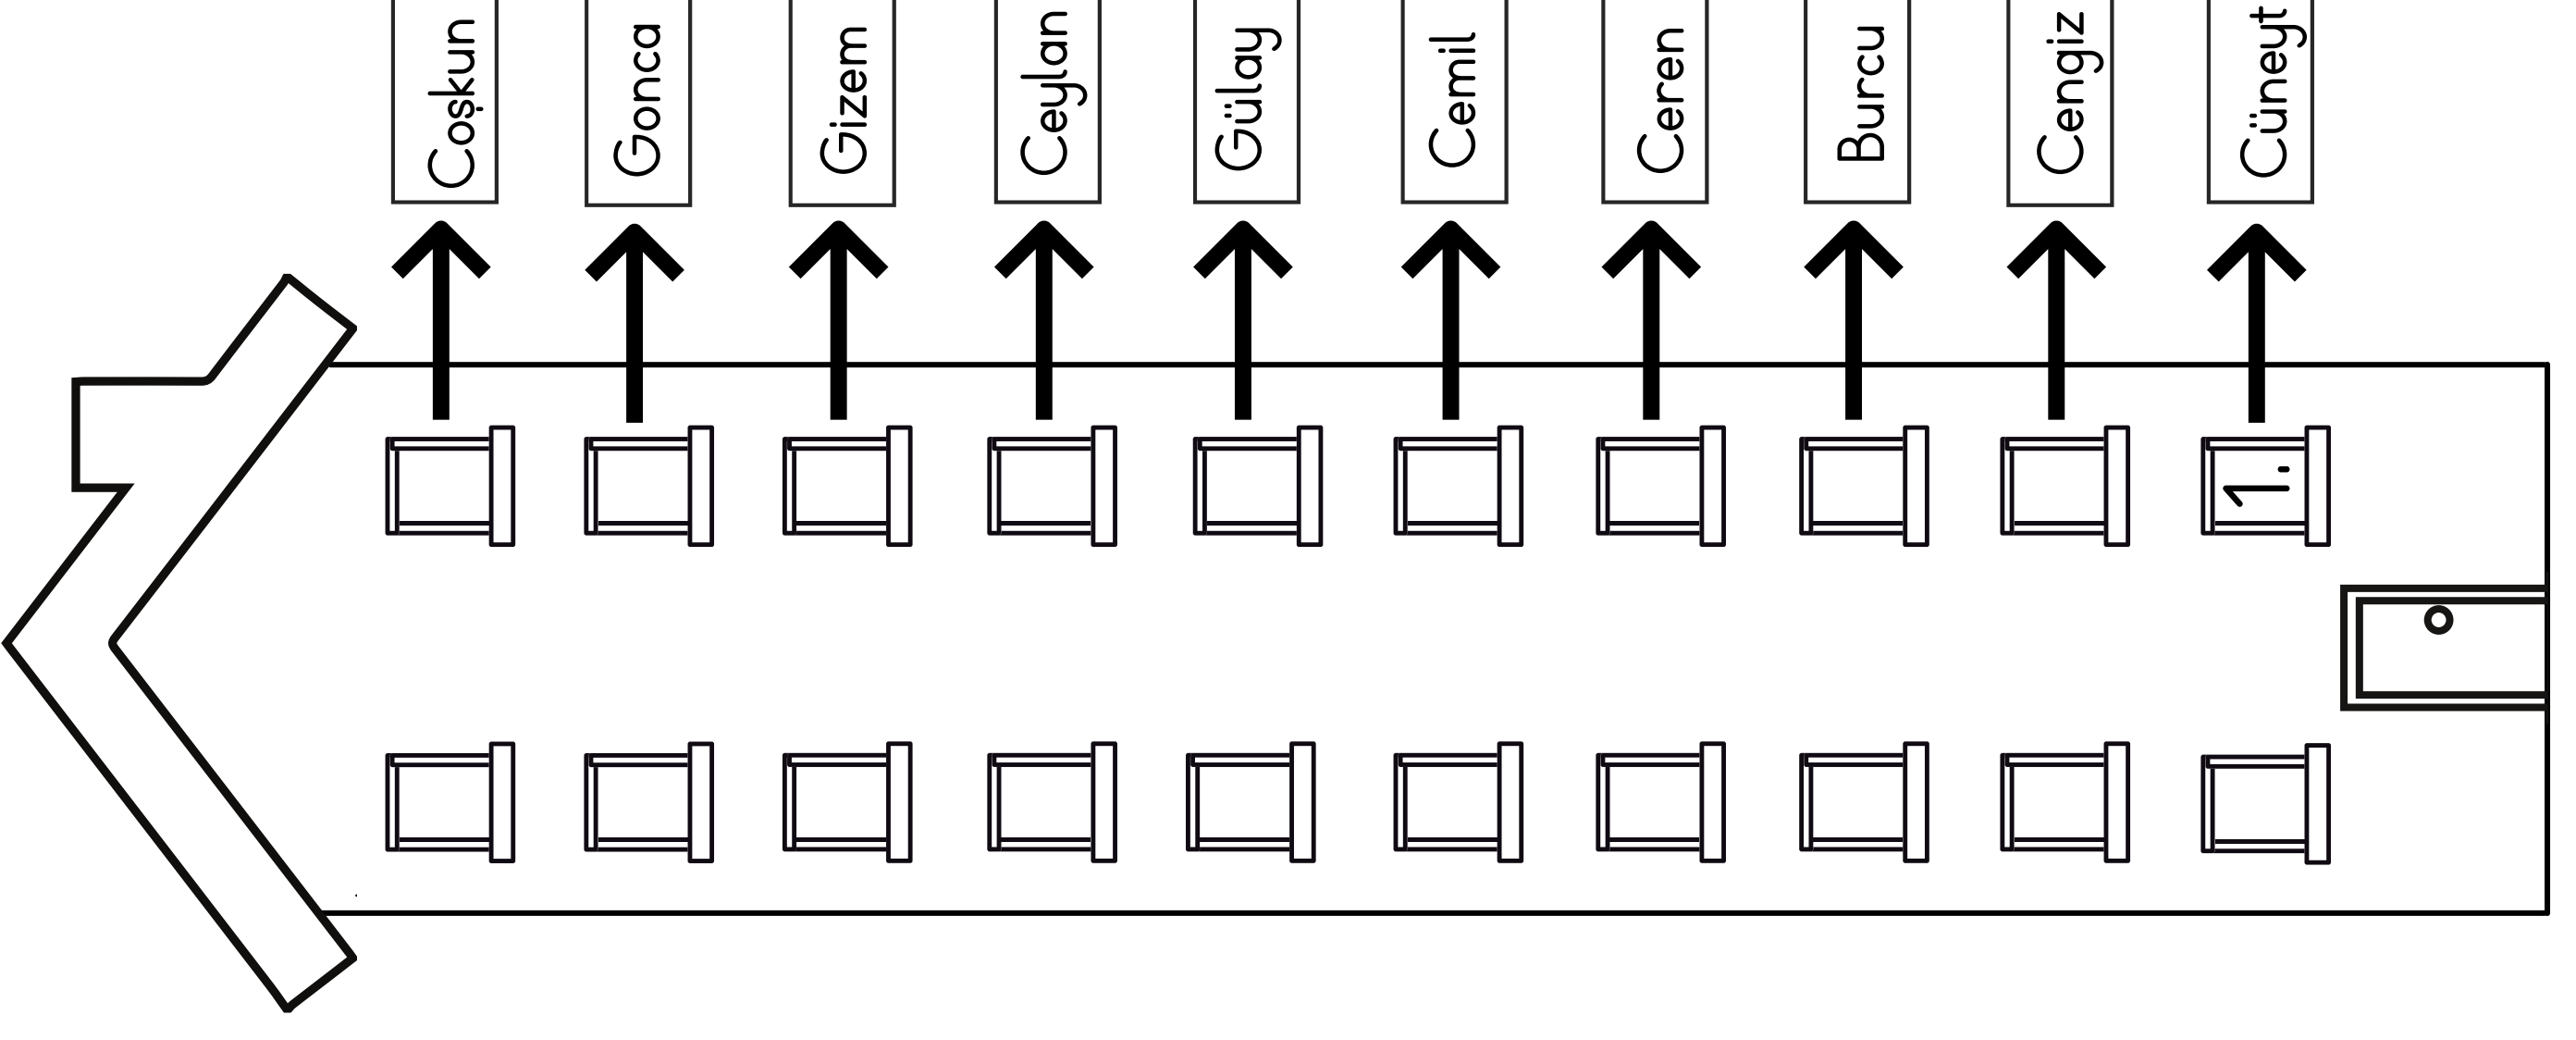 Coşkun
Gonca
Gizem
Ceylan
Gülay
Cemil
Ceren
Burcu
Cengiz
Cüneyt
1.